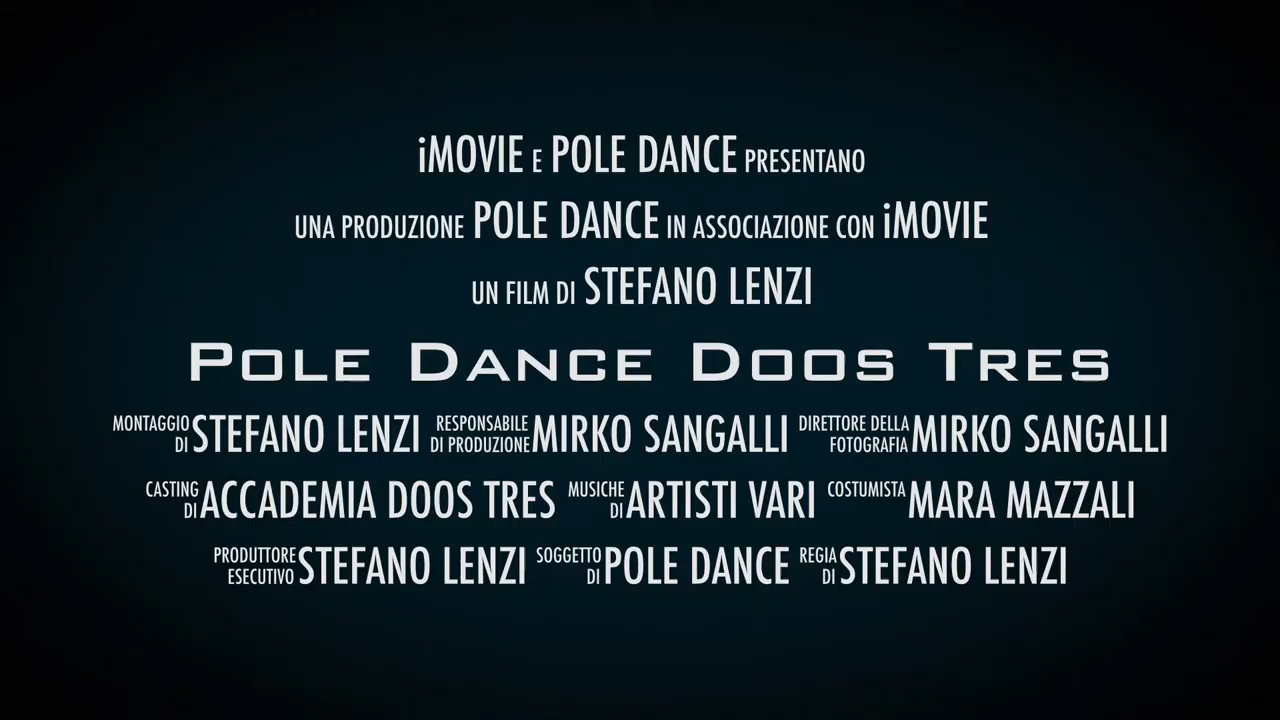 iMOVIE E POLE DANCE PRESENTANO
UNA PRODUZIONE POLE DANCE IN ASSOCIAZIONE CON iMOVIE
UN FILM DI STEFANO LENZI
POLE DANCE DOOS TRES
MONTAGGIO DI STEFANO LENZI RESPONSABILE DI PRODUZIONE MIRKO SANGALLI DIRETTORE DELLA FOTOGRAFIA MIRKO SANGALLI
CASTING DI ACCADEMIA DOOS TRES MUSICHE DI ARTISTI VARI COSTUMISTA MARA MAZZALI
PRODUTTORE ESECUTIVO STEFANO LENZI SOGGETTO DI POLE DANCE REGIA DI STEFANO LENZI